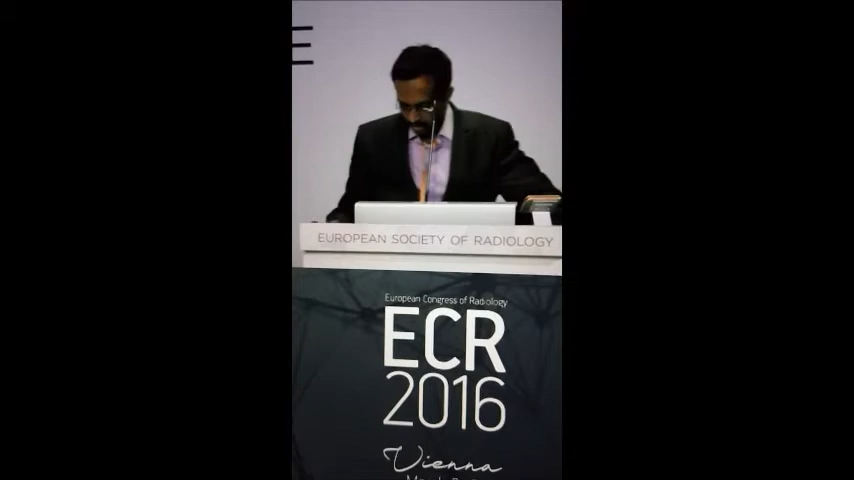 E
EUROPEAN SOCIETY OF RADIOLOGY
European Congress of Radiology
ECR
2016
Vienna